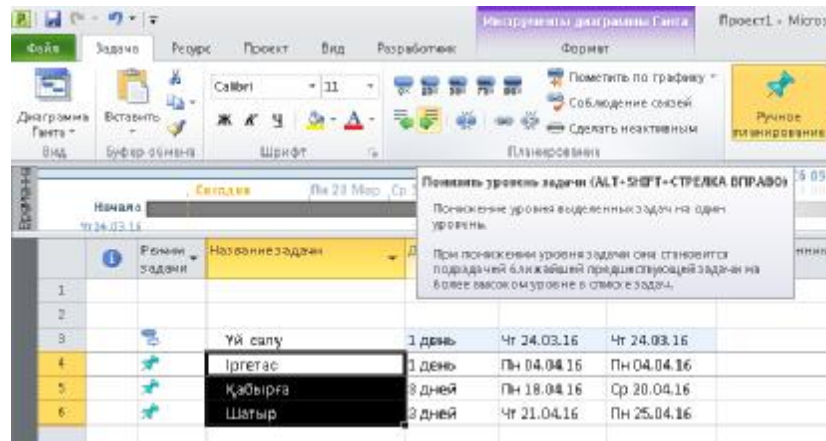 Инструменты диаграммы Ганта
Проект1 - Micros
Файл Задача Ресурс Проект Вид Разработчик Формат
Диаграмма Ганта
Вставить
Calibri 11
Ж К Ч
Пометить по графику
Соблюдение связей
Сделать неактивным
Ручное планирование
Вид Буфер обмена Шрифт Планирование
Понизить уровень задачи (ALT+SHIFT+СТРЕЛКА ВПРАВО)
Понижение уровня выделенных задач на один
уровень.
При понижении уровня задачи она становится
подзадачей ближайшей предшествующей задачи на
более высоком уровне в списке задач.
Сегодня
Пн 28 Мар
Начало
Чт 24.03.16
Режим задачи Название задачи
1
2
3 Үй салу 1 день Чт 24.03.16 Чт 24.03.16
4 Іргетас 1 день Пн 04.04.16 Пн 04.04.16
5 Қабырға 3 дней Пн 18.04.16 Ср 20.04.16
6 Шатыр 3 дней Чт 21.04.16 Пн 25.04.16